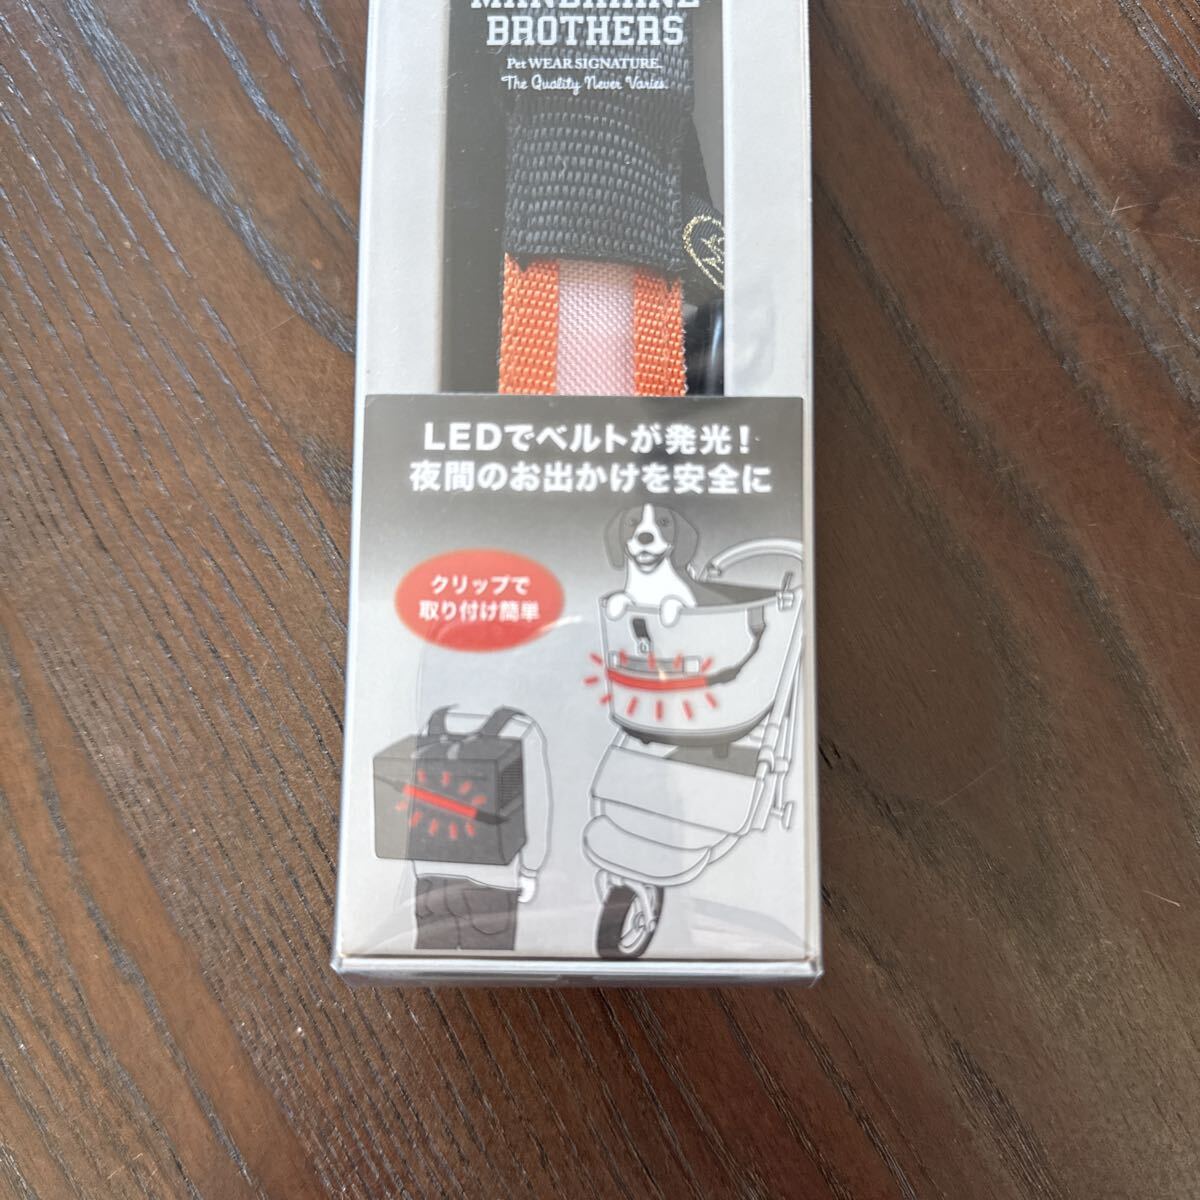 MANDARINE
BROTHERS
Pet WEAR SIGNATURE.
The Quality Never Varies.
LEDでベルトが発光!
夜間のお出かけを安全に
クリップで
取り付け簡単